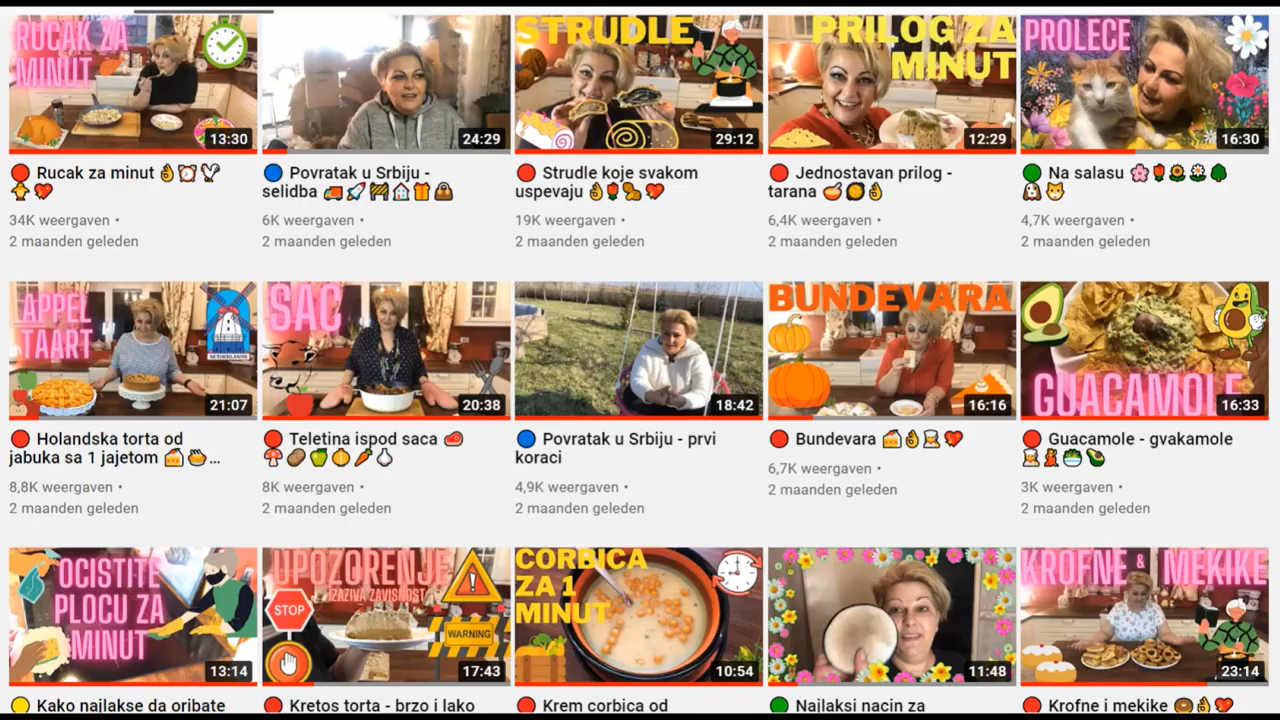 RUCAK ZA
MINUT
13:30
24:29
STRUDLE
29:12
PRILOG ZA
MINUT
12:29
PROLECE
16:30
Rucak za minut
34K weergaven •
2 maanden geleden
Povratak u Srbiju -
selidba
6K weergaven •
2 maanden geleden
Strudle koje svakom
uspevaju
19K weergaven •
2 maanden geleden
Jednostavan prilog -
tarana
6,4K weergaven •
2 maanden geleden
Na salasu
4,7K weergaven •
2 maanden geleden
APPEL
TAART
NETHERLANDS
21:07
SAC
20:38
18:42
BUNDEVARA
16:16
GUACAMOLE
16:33
Holandska torta od
jabuka sa 1 jajetom ...
8,8K weergaven •
2 maanden geleden
Teletina ispod saca
8K weergaven •
2 maanden geleden
Povratak u Srbiju - prvi
koraci
4,9K weergaven •
2 maanden geleden
Bundevara
6,7K weergaven •
2 maanden geleden
Guacamole - gvakamole
3K weergaven •
2 maanden geleden
OCISTITE
PLOCU ZA
MINUT
13:14
UPOZORENJE
IZAZIVA ZAVISNOST
STOP
WARNING
17:43
CORBICA
ZA 1
MINUT
10:54
11:48
KROFNE & MEKIKE
23:14
Kako najlakse da oribate
Kretos torta - brzo i lako
Krem corbica od
Najlaksi nacin za
Krofne i mekike